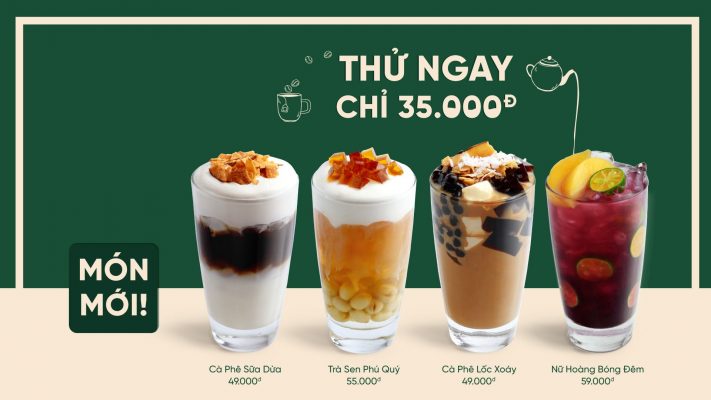 THỬ NGAY
CHỈ 35.000Đ
MÓN
MỚI!
Cà Phê Sữa Dừa
49.000đ
Trà Sen Phú Quý
55.000đ
Cà Phê Lốc Xoáy
49.000đ
Nữ Hoàng Bóng Đêm
59.000đ